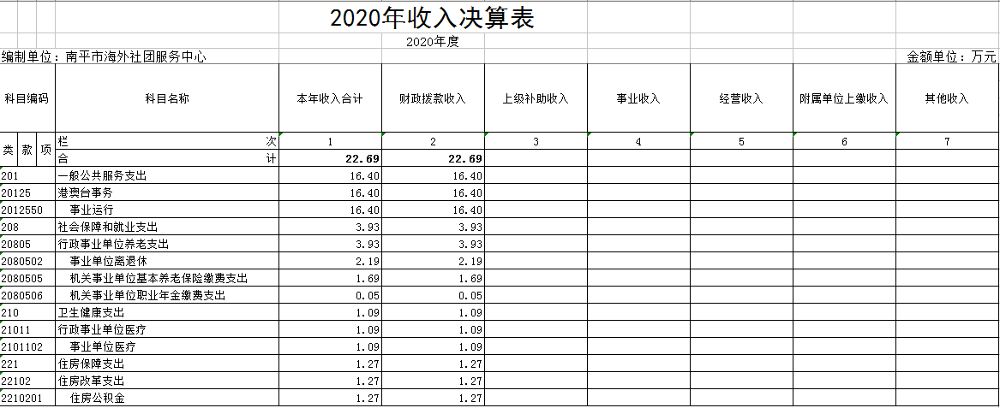 2020年收入决算表
2020年度
编制单位：南平市海外社团服务中心 金额单位：万元
科目编码 科目名称 本年收入合计 财政拨款收入 上级补助收入 事业收入 经营收入 附属单位上缴收入 其他收入
类 款 项 栏 次 1 2 3 4 5 6 7
合 计 22.69 22.69
201 一般公共服务支出 16.40 16.40
20125 港澳台事务 16.40 16.40
2012550 事业运行 16.40 16.40
208 社会保障和就业支出 3.93 3.93
20805 行政事业单位养老支出 3.93 3.93
2080502 事业单位离退休 2.19 2.19
2080505 机关事业单位基本养老保险缴费支出 1.69 1.69
2080506 机关事业单位职业年金缴费支出 0.05 0.05
210 卫生健康支出 1.09 1.09
21011 行政事业单位医疗 1.09 1.09
2101102 事业单位医疗 1.09 1.09
221 住房保障支出 1.27 1.27
22102 住房改革支出 1.27 1.27
2210201 住房公积金 1.27 1.27